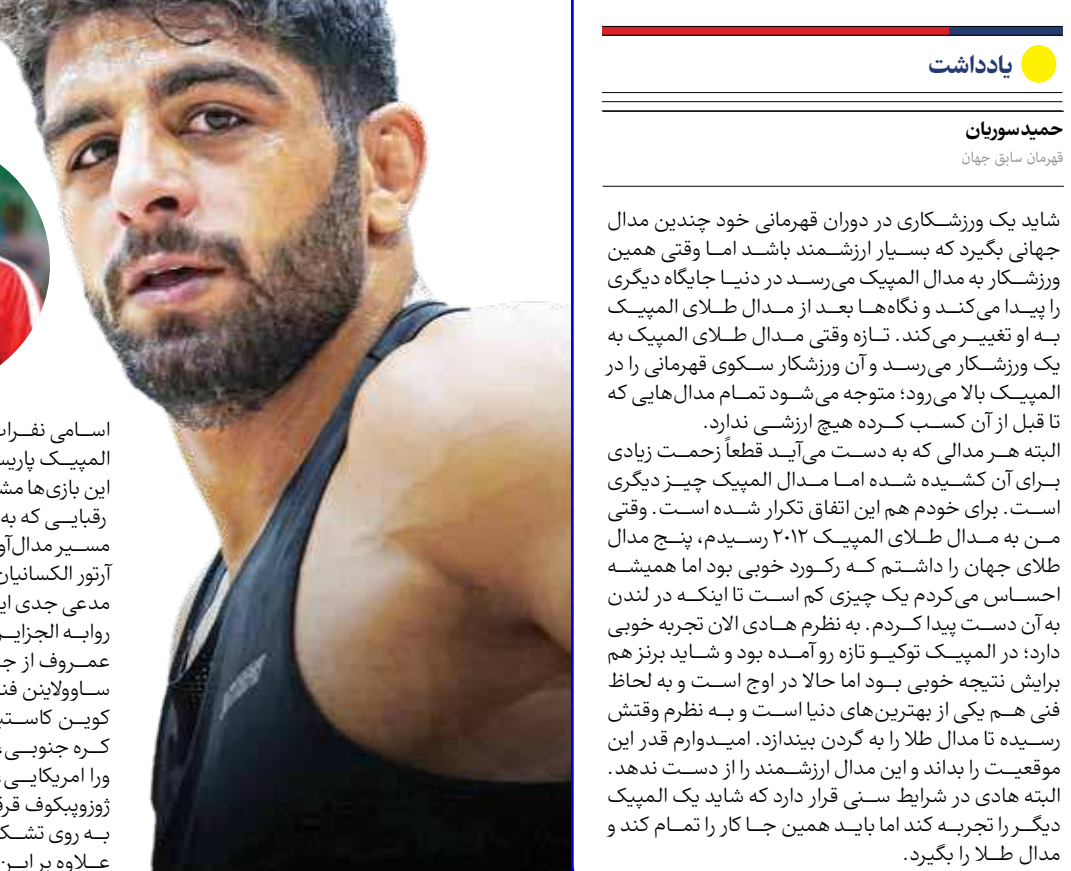 یادداشت
حمید سوریان
قهرمان سابق جهان
شاید یک ورزشکاری در دوران قهرمانی خود چندین مدال
جهانی بگیرد که بسیار ارزشمند باشد اما وقتی همین
ورزشکار به مدال المپیک می‌رسد در دنیا جایگاه دیگری
را پیدا می‌کند و نگاه‌ها بعد از مدال طلای المپیک
به او تغییر می‌کند. تازه وقتی مدال طلای المپیک به
یک ورزشکار می‌رسد و آن ورزشکار سکوی قهرمانی را در
المپیک بالا می‌رود؛ متوجه می‌شود تمام مدال‌هایی که
تا قبل از آن کسب کرده هیچ ارزشی ندارد.
البته هر مدالی که به دست می‌آید قطعاً زحمت زیادی
برای آن کشیده شده اما مدال المپیک چیز دیگری
است. برای خودم هم این اتفاق تکرار شده است. وقتی
من به مدال طلای المپیک ۲۰۱۲ رسیدم، پنج مدال
طلای جهان را داشتم که رکورد خوبی بود اما همیشه
احساس می‌کردم یک چیزی کم است تا اینکه در لندن
به آن دست پیدا کردم. به نظرم هادی الان تجربه خوبی
دارد؛ در المپیک توکیو تازه رو آمده بود و شاید برنز هم
برایش نتیجه خوبی بود اما حالا در اوج است و به لحاظ
فنی هم یکی از بهترین‌های دنیا است و به نظرم وقتش
رسیده تا مدال طلا را به گردن بیندازد. امیدوارم قدر این
موقعیت را بداند و این مدال ارزشمند را از دست ندهد.
البته هادی در شرایط سنی قرار دارد که شاید یک المپیک
دیگر را تجربه کند اما باید همین جا کار را تمام کند و
مدال طلا را بگیرد.
اسامی
المپیک
این بازی‌ها
رقبایی که به
مسیر
آرتور الکسانیان
مدعی جدی
روابه
عمروف از
ساوولاینن
کوین
کره جنوبی،
ورا امریکایی،
ژوزوپبکوف
به روی
علاوه بر این